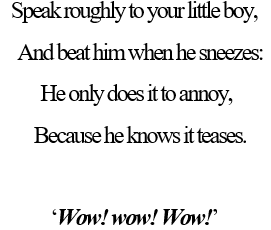 Speak roughly to your little boy,
And beat him when he sneezes:
He only does it to annoy,
Because he knows it teases.
‘Wow! wow! Wow!’